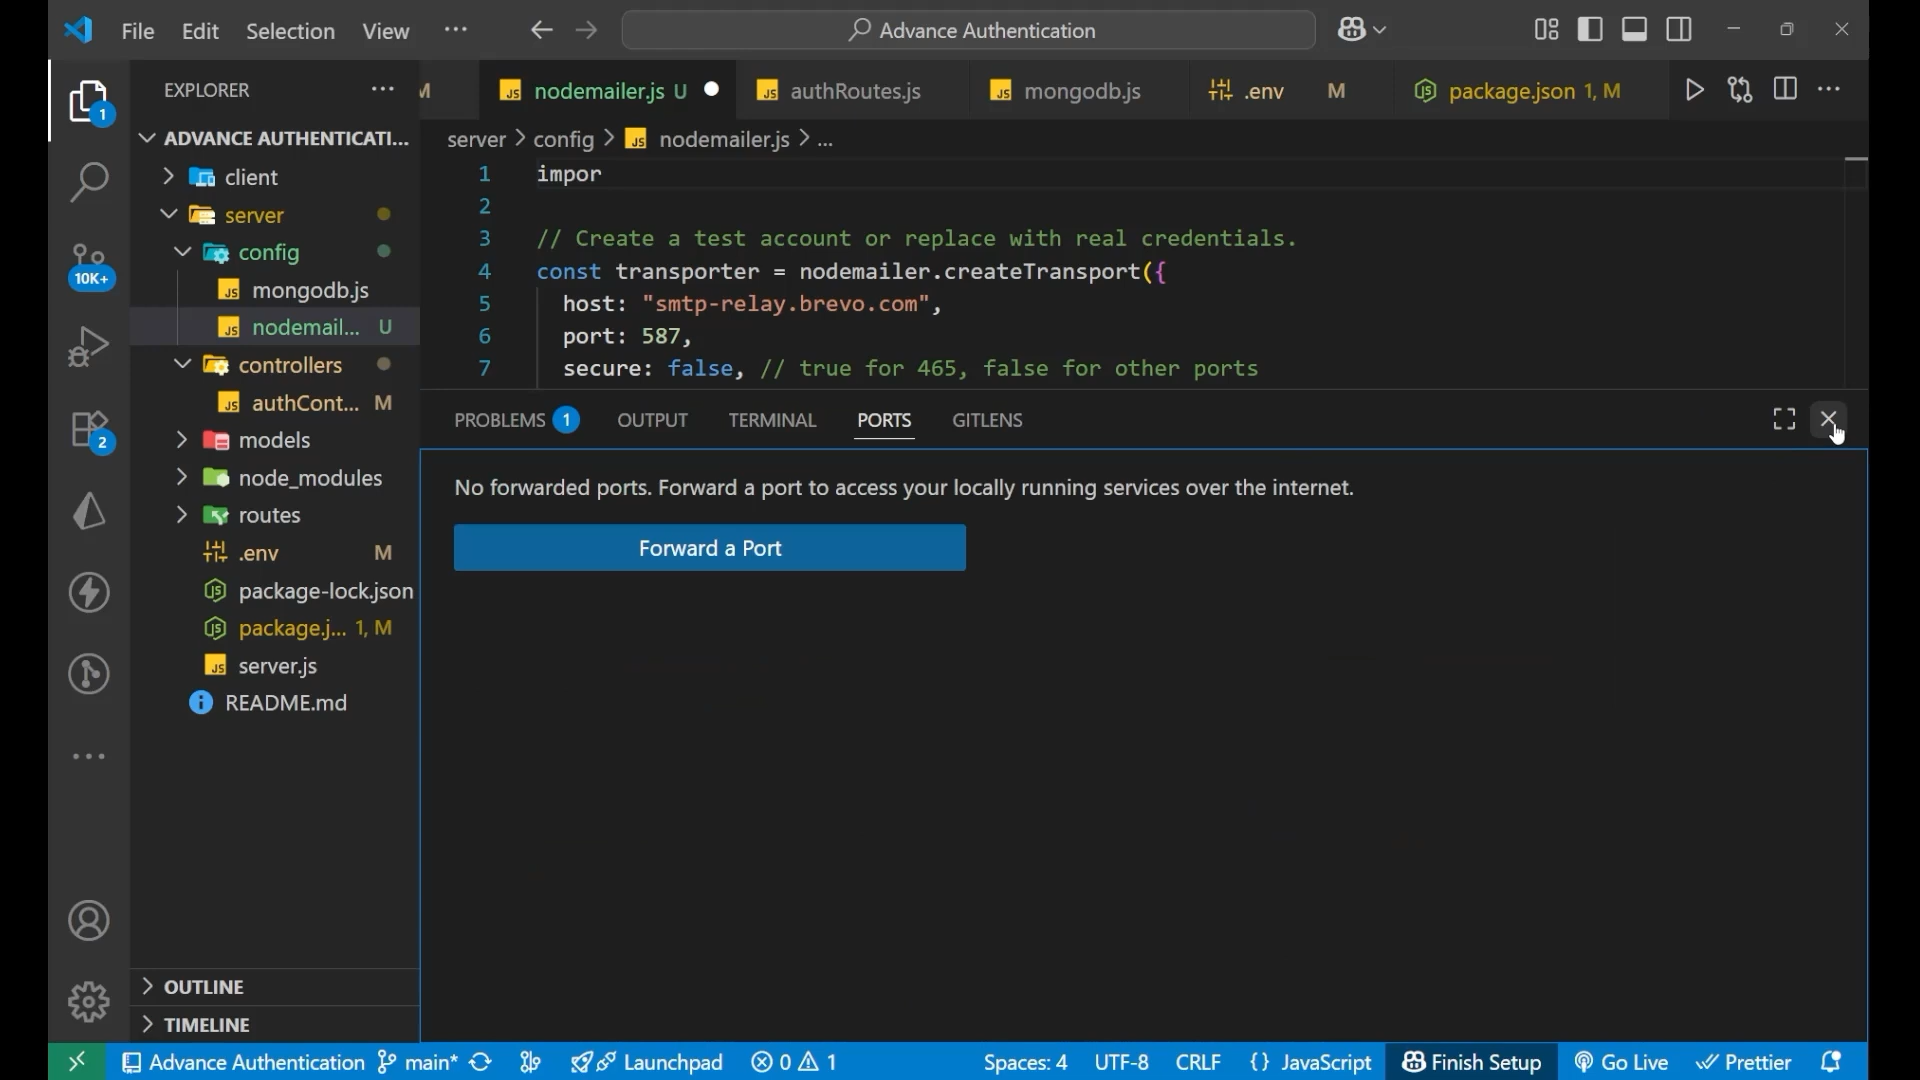 File Edit Selection View ··· Advance Authentication
EXPLORER ··· M nodemailer.js U authRoutes.js mongodb.js .env M package.json 1, M
1
ADVANCE AUTHENTICATI...
server > config > JS nodemailer.js > ...
client
server
config
mongodb.js
nodemail... U
controllers
authCont... M
models
node_modules
routes
.env M
package-lock.json
package.j... 1, M
server.js
README.md
OUTLINE
TIMELINE
10K+
2
1 impor
2
3 // Create a test account or replace with real credentials.
4 const transporter = nodemailer.createTransport({
5 host: "smtp-relay.brevo.com",
6 port: 587,
7 secure: false, // true for 465, false for other ports
PROBLEMS 1 OUTPUT TERMINAL PORTS GITLENS
No forwarded ports. Forward a port to access your locally running services over the internet.
Forward a Port
Advance Authentication main* Launchpad 0 1 Spaces: 4 UTF-8 CRLF {} JavaScript Finish Setup Go Live Prettier